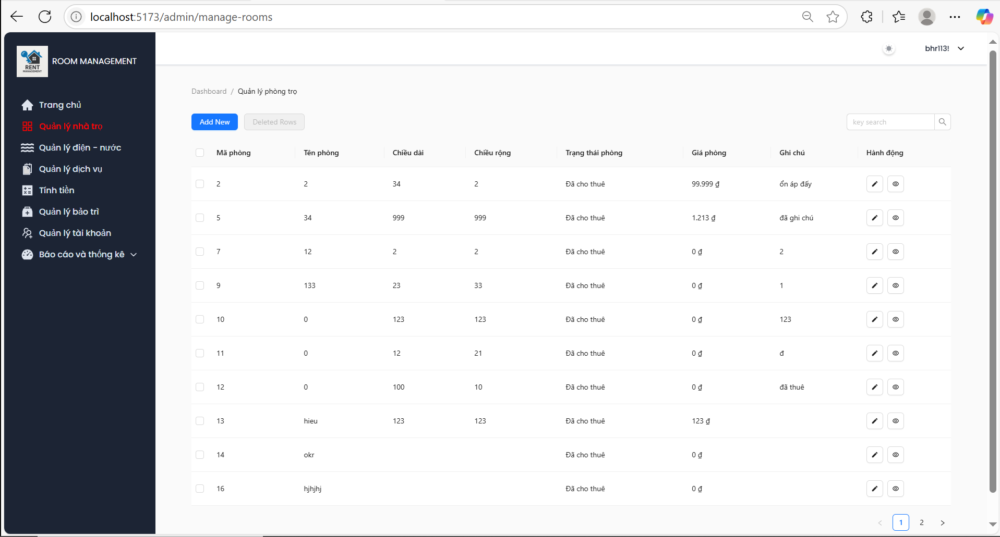 localhost:5173/admin/manage-rooms
RENT
MANAGEMENT
ROOM MANAGEMENT
bhr113!
Trang chủ
Quản lý nhà trọ
Quản lý điện - nước
Quản lý dịch vụ
Tính tiền
Quản lý bảo trì
Quản lý tài khoản
Báo cáo và thống kê
Dashboard / Quản lý phòng trọ
Add New Deleted Rows key search
Mã phòng Tên phòng Chiều dài Chiều rộng Trạng thái phòng Giá phòng Ghi chú Hành động
2 2 34 2 Đã cho thuê 99.999 ₫ ổn áp đấy
5 34 999 999 Đã cho thuê 1.213 ₫ đã ghi chú
7 12 2 2 Đã cho thuê 0 ₫ 2
9 133 23 33 Đã cho thuê 0 ₫ 1
10 0 123 123 Đã cho thuê 0 ₫ 123
11 0 12 21 Đã cho thuê 0 ₫ đ
12 0 100 10 Đã cho thuê 0 ₫ đã thuê
13 hieu 123 123 Đã cho thuê 123 ₫
14 okr Đã cho thuê 0 ₫
16 hjhjhj Đã cho thuê 0 ₫
< 1 2 >